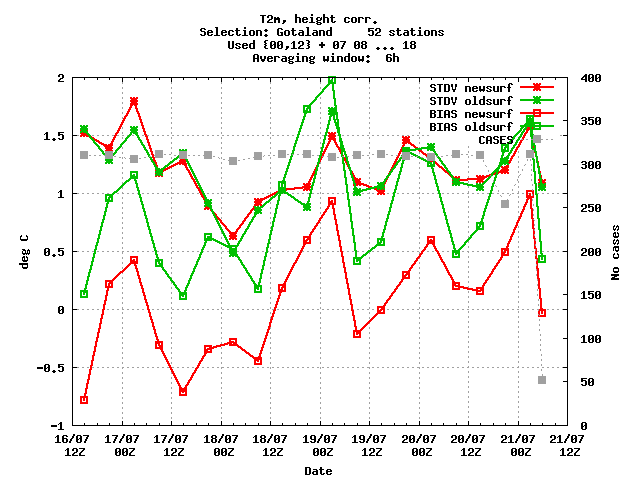 T2m, height corr.
Selection: Gotaland     52 stations
Used {00,12} + 07 08 ... 18
Averaging window:  6h
STDV newsurf
STDV oldsurf
BIAS newsurf
BIAS oldsurf
CASES
deg C
2
1.5
1
0.5
0
-0.5
-1
400
350
300
250
200
150
100
50
0
No cases
16/07 17/07 17/07 18/07 18/07 19/07 19/07 20/07 20/07 21/07 21/07
12Z 00Z 12Z 00Z 12Z 00Z 12Z 00Z 12Z 00Z 12Z
Date